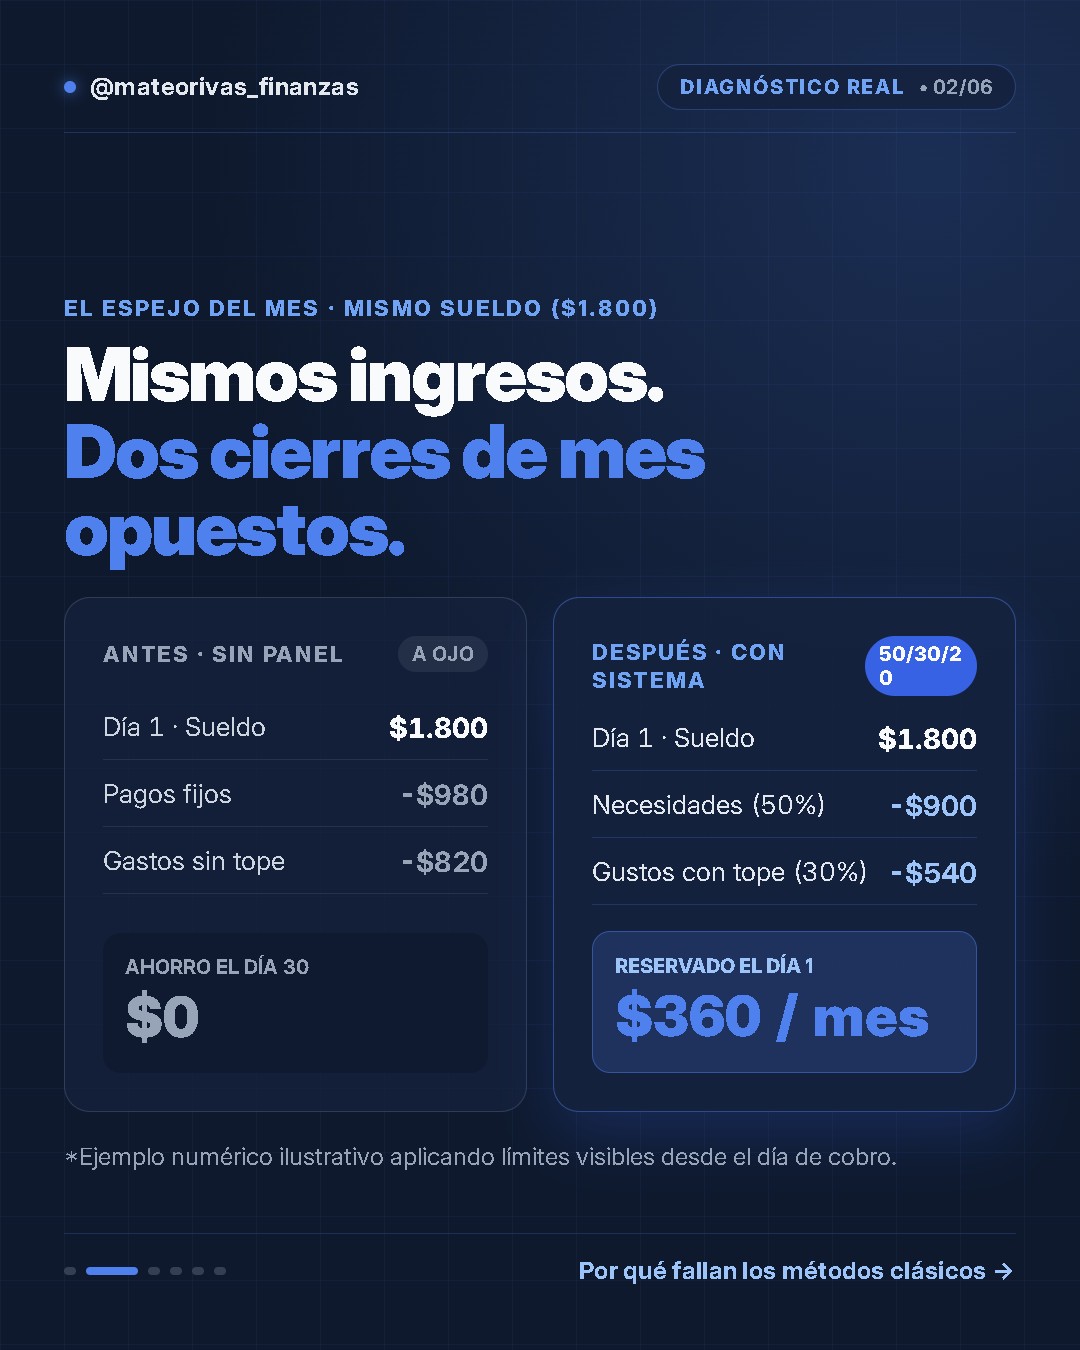 @mateorivas_finanzas
DIAGNÓSTICO REAL • 02/06
EL ESPEJO DEL MES · MISMO SUELDO ($1.800)
Mismos ingresos.
Dos cierres de mes
opuestos.
ANTES · SIN PANEL
A OJO
Día 1 · Sueldo $1.800
Pagos fijos -$980
Gastos sin tope -$820
AHORRO EL DÍA 30
$0
DESPUÉS · CON
SISTEMA
50/30/2
0
Día 1 · Sueldo $1.800
Necesidades (50%) -$900
Gustos con tope (30%) -$540
RESERVADO EL DÍA 1
$360 / mes
*Ejemplo numérico ilustrativo aplicando límites visibles desde el día de cobro.
Por qué fallan los métodos clásicos →